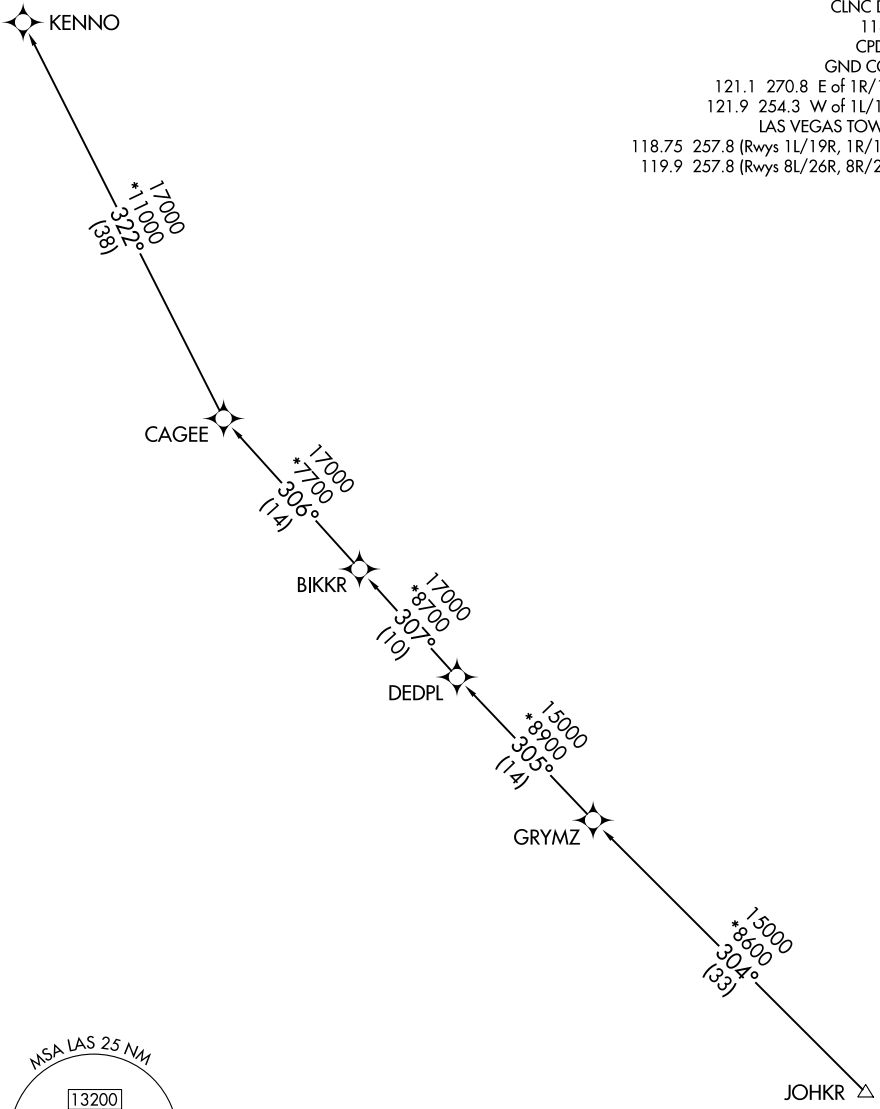 KENNO
CLNC
11
CPD
GND CO
121.1 270.8 E of 1R/
121.9 254.3 W of 1L/1
LAS VEGAS TOW
118.75 257.8 (Rwys 1L/19R, 1R/1
119.9 257.8 (Rwys 8L/26R, 8R/2
17000
*11000
322°
(38)
CAGEE
17000
*7700
306°
(14)
BIKKR
17000
*8700
307°
(10)
DEDPL
15000
*8900
305°
(14)
GRYMZ
15000
*8600
304°
(33)
MSA LAS 25 NM
13200
JOHKR